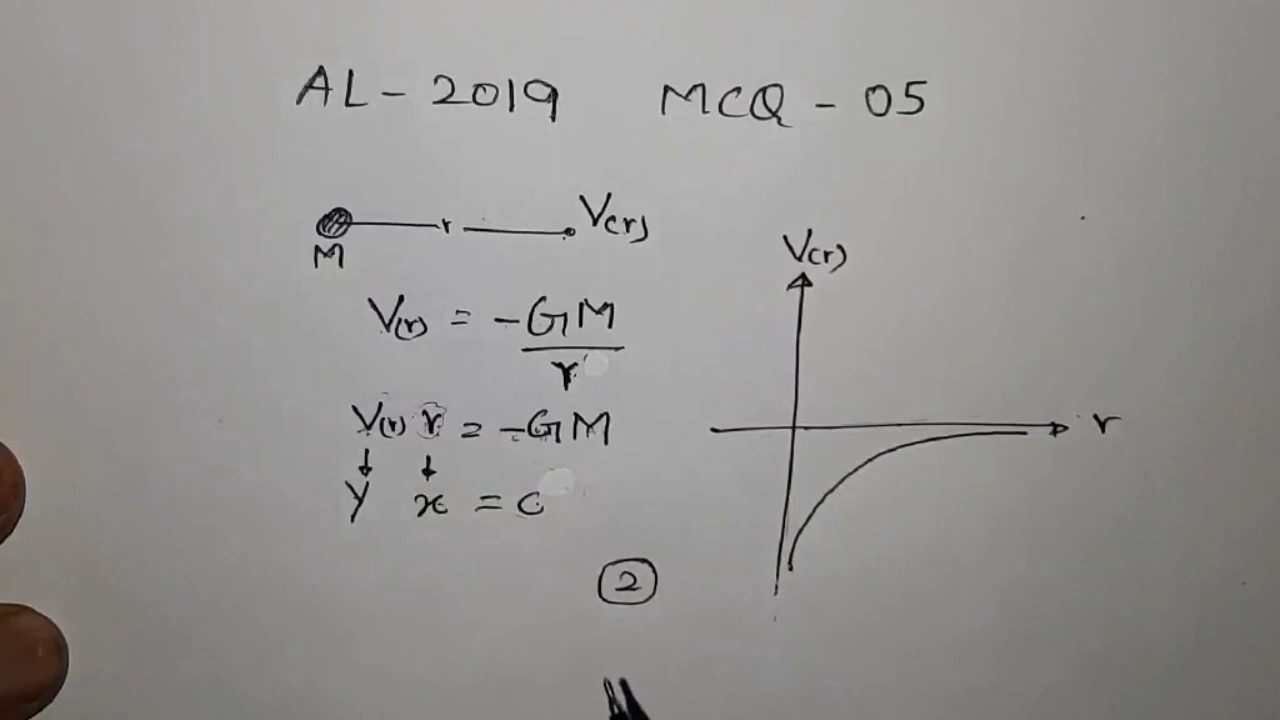 AL - 2019 MCQ - 05
r V(r)
M
V(r)
V(r) = -GM
r
V(r) r = -GM
r
↓ ↓
y x = c
2